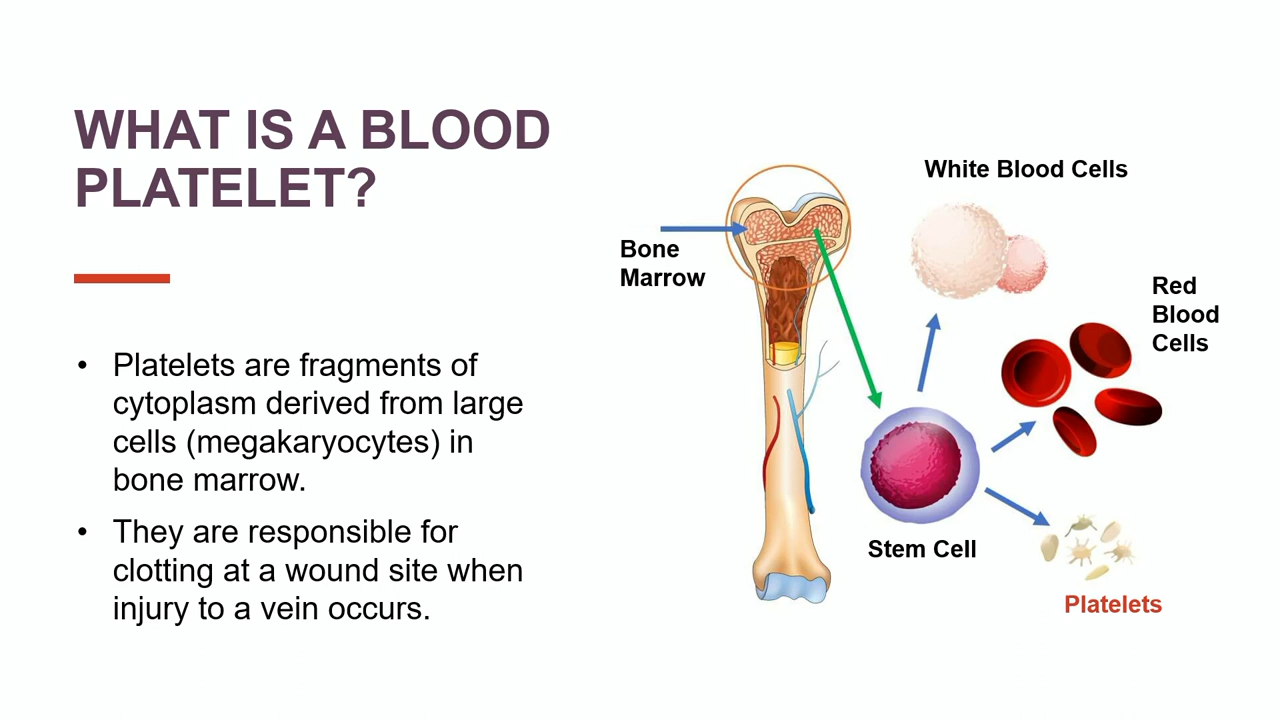 WHAT IS A BLOOD
PLATELET?
• Platelets are fragments of
cytoplasm derived from large
cells (megakaryocytes) in
bone marrow.
• They are responsible for
clotting at a wound site when
injury to a vein occurs.
White Blood Cells
Bone
Marrow
Red
Blood
Cells
Stem Cell
Platelets